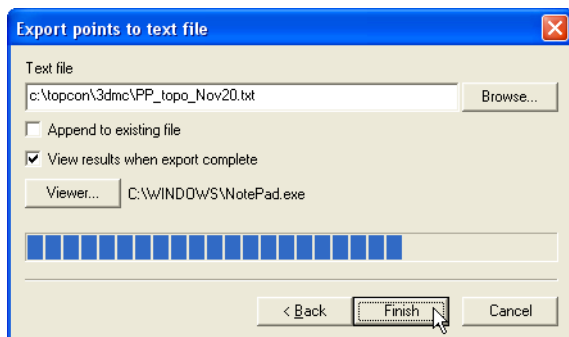 Export points to text file
Text file
c:\topcon\3dmc\PP_topo_Nov20.txt Browse...
Append to existing file
View results when export complete
Viewer... C:\WINDOWS\NotePad.exe
< Back Finish Cancel